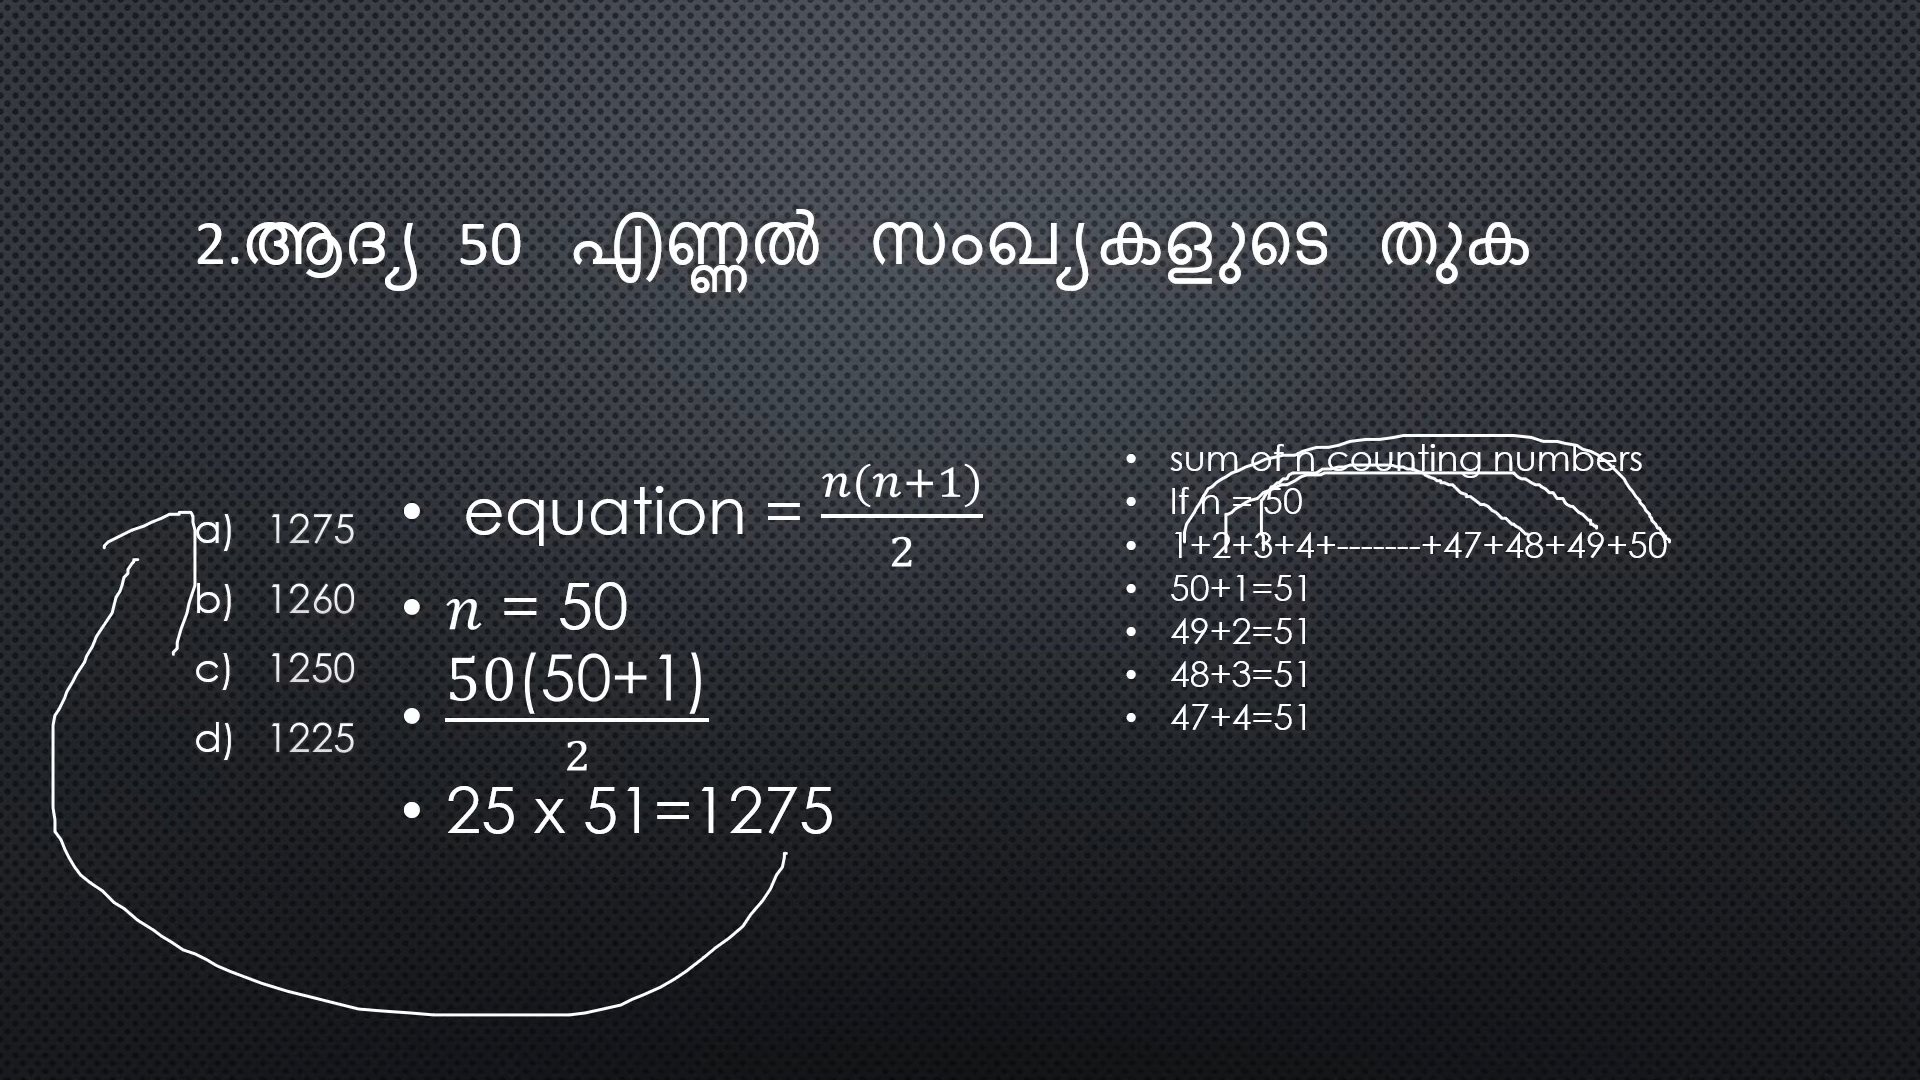 2.ആദ്യ 50 എണ്ണൽ സംഖ്യകളുടെ തുക
a) 1275
b) 1260
c) 1250
d) 1225
• equation = n(n+1)/2
• n = 50
• 50(50+1)/2
• 25 x 51=1275
• sum of n counting numbers
• If n = 50
• 1+2+3+4+-------+47+48+49+50
• 50+1=51
• 49+2=51
• 48+3=51
• 47+4=51